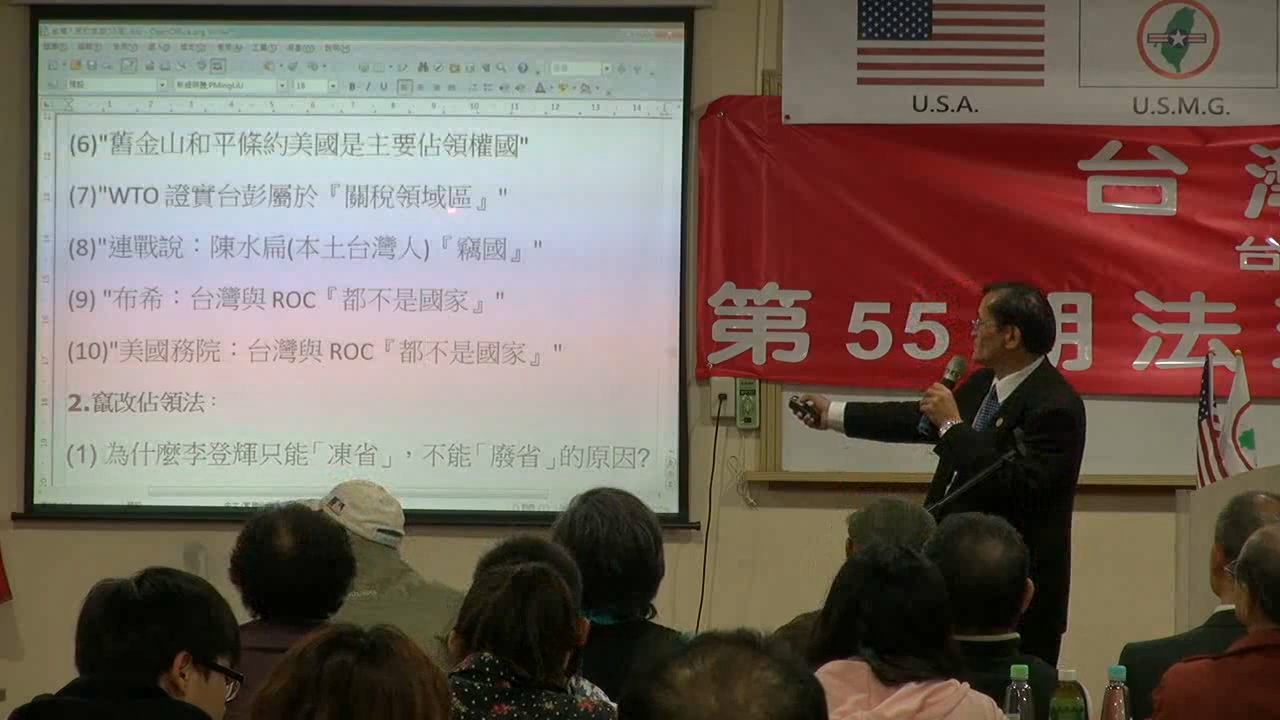 (6)"舊金山和平條約美國是主要佔領權國"
(7)"WTO 證實台彭屬於『關稅領域區』"
(8)"連戰說：陳水扁(本土台灣人)『竊國』"
(9) "布希：台灣與 ROC『都不是國家』"
(10)"美國務院：台灣與 ROC『都不是國家』"
2.竄改佔領法：
(1) 為什麼李登輝只能「凍省」，不能「廢省」的原因?
U.S.A.
U.S.M.G.
台灣
台
第 55 期 法